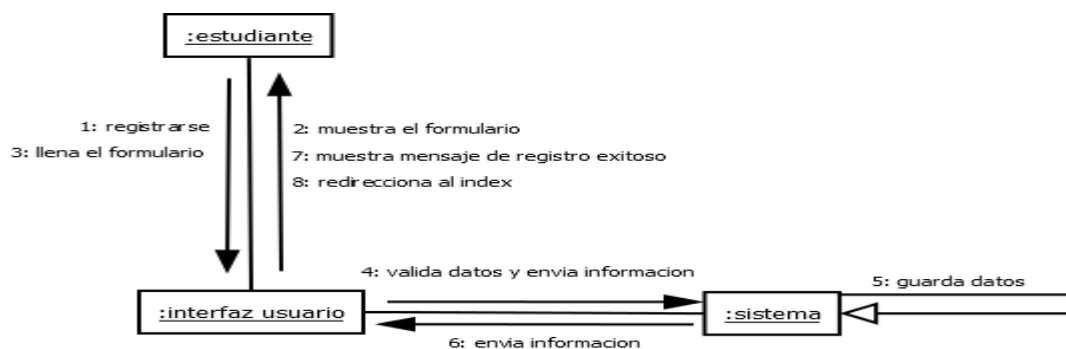 :estudiante
1: registrarse
3: llena el formulario
2: muestra el formulario
7: muestra mensaje de registro exitoso
8: redirecciona al index
4: valida datos y envia informacion
5: guarda datos
:interfaz usuario
:sistema
6: envia informacion